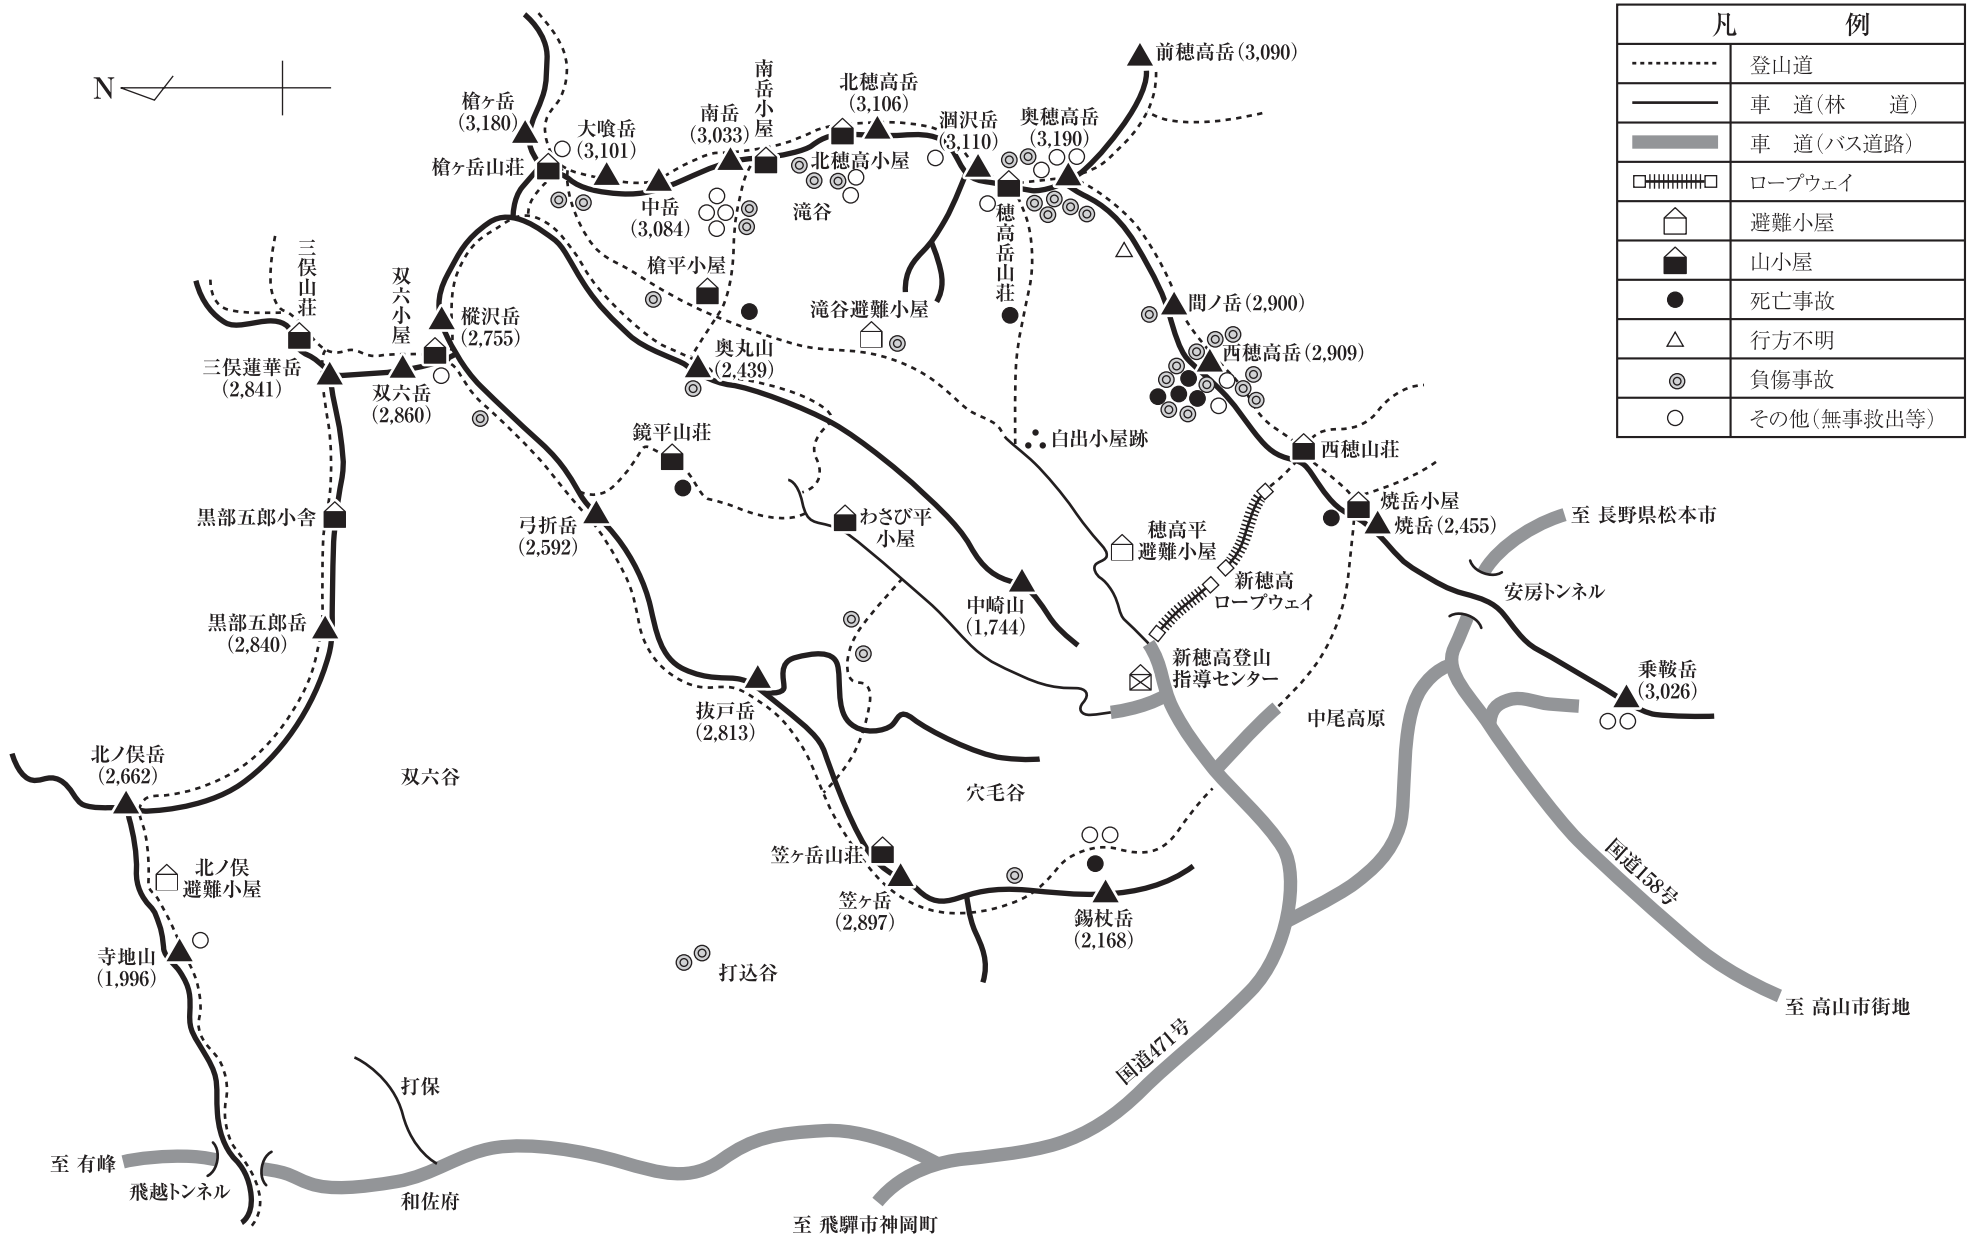 N
凡 例
登山道
車 道（林 道）
車 道（バス道路）
ロープウェイ
避難小屋
山小屋
死亡事故
行方不明
負傷事故
その他（無事救出等）
前穂高岳（3,090）
槍ヶ岳
（3,180）
大喰岳
（3,101）
南岳
（3,033）
南岳小屋
北穂高岳
（3,106）
涸沢岳
（3,110）
奥穂高岳
（3,190）
槍ヶ岳山荘
北穂高小屋
中岳
（3,084）
滝谷
穂高岳山荘
槍平小屋
滝谷避難小屋
間ノ岳（2,900）
西穂高岳（2,909）
三俣山荘
双六小屋
樅沢岳
（2,755）
奥丸山
（2,439）
三俣蓮華岳
（2,841）
双六岳
（2,860）
鏡平山荘
白出小屋跡
西穂山荘
黒部五郎小舎
弓折岳
（2,592）
わさび平
小屋
穂高平
避難小屋
焼岳小屋
焼岳（2,455）
至 長野県松本市
新穂高
ロープウェイ
安房トンネル
中崎山
（1,744）
黒部五郎岳
（2,840）
新穂高登山
指導センター
乗鞍岳
（3,026）
抜戸岳
（2,813）
中尾高原
北ノ俣岳
（2,662）
双六谷
穴毛谷
笠ヶ岳山荘
北ノ俣
避難小屋
笠ヶ岳
（2,897）
錫杖岳
（2,168）
国道158号
寺地山
（1,996）
打込谷
至 高山市街地
国道471号
打保
至 有峰
飛越トンネル
和佐府
至 飛騨市神岡町